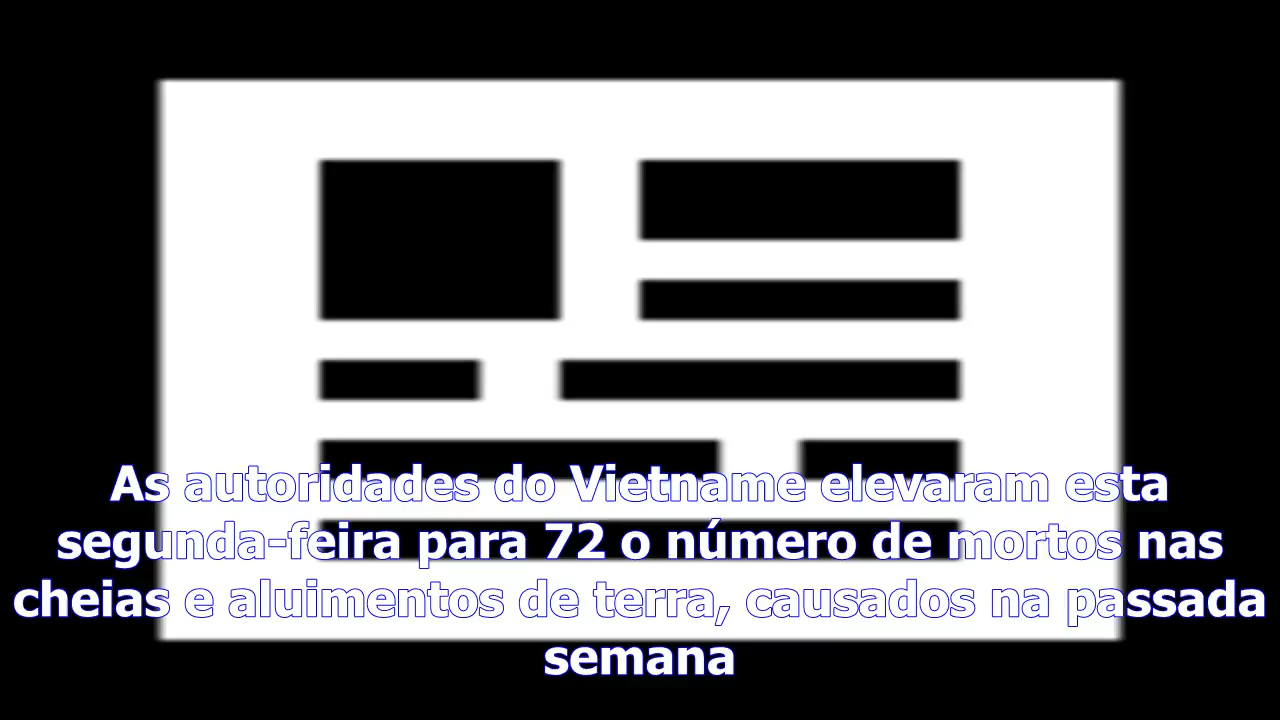 As autoridades do Vietname elevaram esta
segunda-feira para 72 o número de mortos nas
cheias e aluimentos de terra, causados na passada
semana